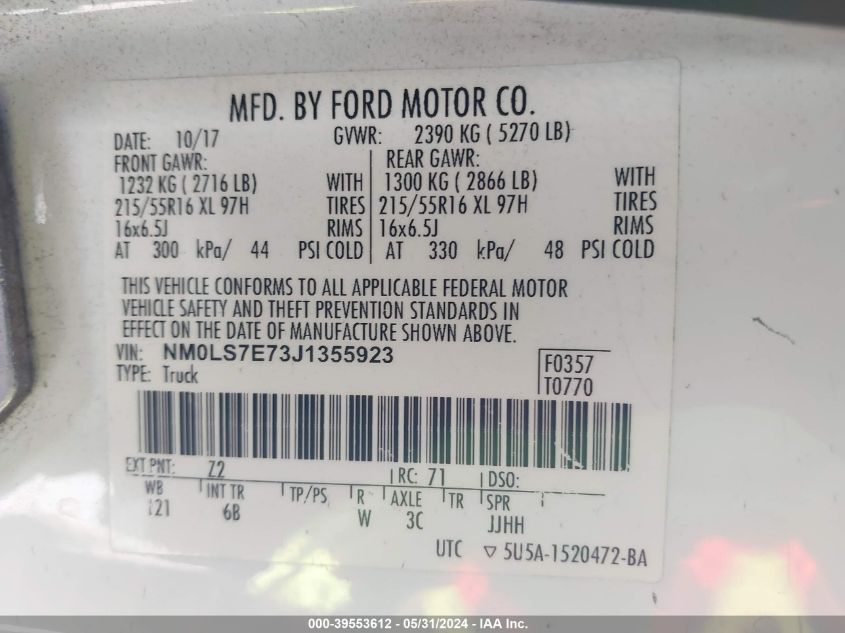 MFD. BY FORD MOTOR CO.
DATE: 10/17 GVWR: 2390 KG ( 5270 LB)
FRONT GAWR: REAR GAWR:
1232 KG ( 2716 LB) WITH 1300 KG ( 2866 LB) WITH
215/55R16 XL 97H TIRES 215/55R16 XL 97H TIRES
16x6.5J RIMS 16x6.5J RIMS
AT 300 kPa/ 44 PSI COLD AT 330 kPa/ 48 PSI COLD
THIS VEHICLE CONFORMS TO ALL APPLICABLE FEDERAL MOTOR
VEHICLE SAFETY AND THEFT PREVENTION STANDARDS IN
EFFECT ON THE DATE OF MANUFACTURE SHOWN ABOVE.
VIN: NM0LS7E73J1355923
TYPE: Truck
F0357
T0770
EXT PNT: Z2 RC: 71 DSO:
WB INT TR TP/PS R AXLE TR SPR
121 6B W 3C JJHH
UTC ▽ 5U5A-1520472-BA
000-39553612 - 05/31/2024 - IAA Inc.